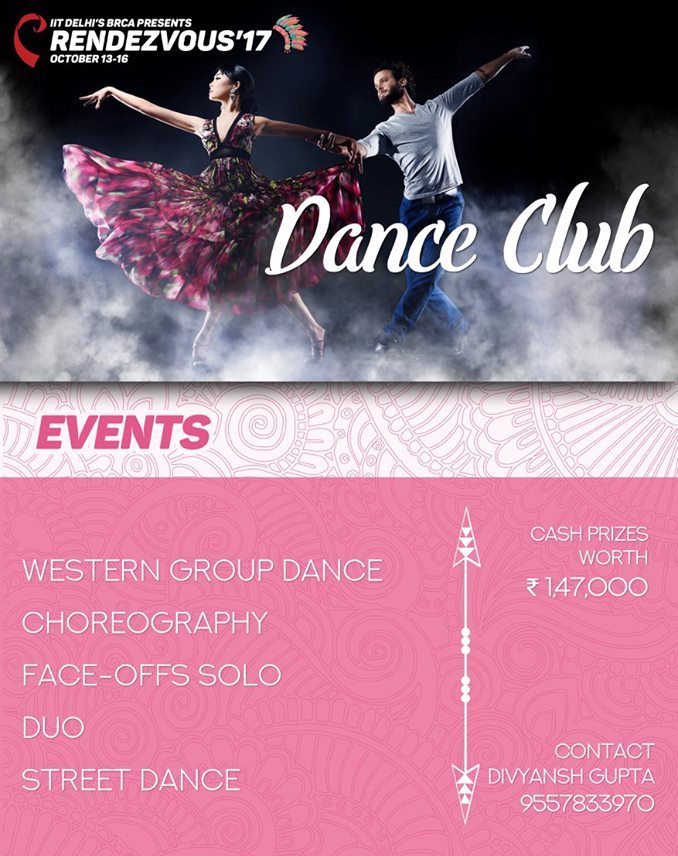 IIT DELHI'S BRCA PRESENTS
RENDEZVOUS'17
OCTOBER 13-16
Dance Club
EVENTS
WESTERN GROUP DANCE
CHOREOGRAPHY
FACE-OFFS SOLO
DUO
STREET DANCE
CASH PRIZES
WORTH
₹ 1,47,000
CONTACT
DIVYANSH GUPTA
9557833970